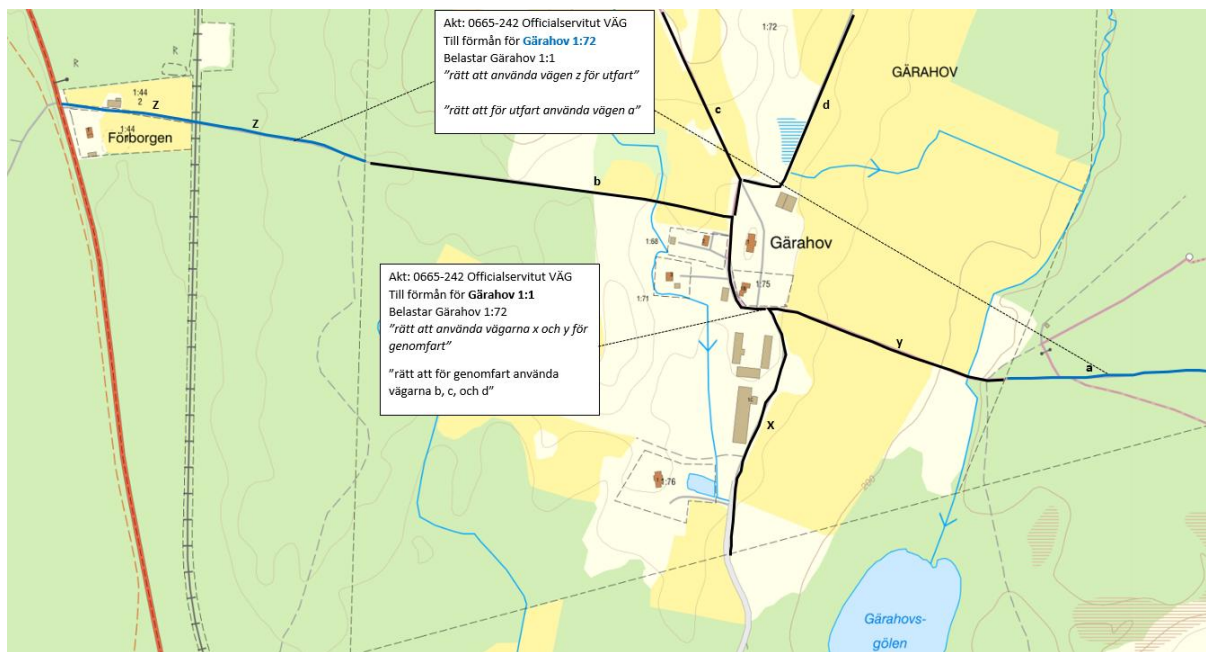 Akt: 0665-242 Officialservitut VÄG
Till förmån för Gärahov 1:72
Belastar Gärahov 1:1
”rätt att använda vägen z för utfart”
”rätt att för utfart använda vägen a”
1:72
GÄRAHOV
c
d
1:44
2
Z
1:44
Förborgen
Z
b
Gärahov
1:68
1:75
1:71
Akt: 0665-242 Officialservitut VÄG
Till förmån för Gärahov 1:1
Belastar Gärahov 1:72
”rätt att använda vägarna x och y för
genomfart”
”rätt att för genomfart använda
vägarna b, c, och d”
y
a
X
1:76
Gärahovs-
gölen